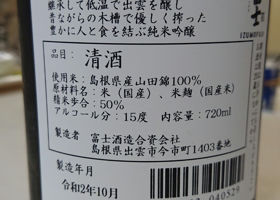 承して低温で出雲を醸し
昔ながらの木槽で優しく搾った
豊かに人と食を結ぶ純米吟醸
IZUMOFUJI
品目: 清酒
使用米:島根県産山田錦100%
原材料名:米(国産)、米麹(国産米)
精米歩合:50%
アルコール分:15度 内容量:720ml
製造者 富士酒造合資会社
島根県出雲市今市町1403番地
製造年月
令和2年10月